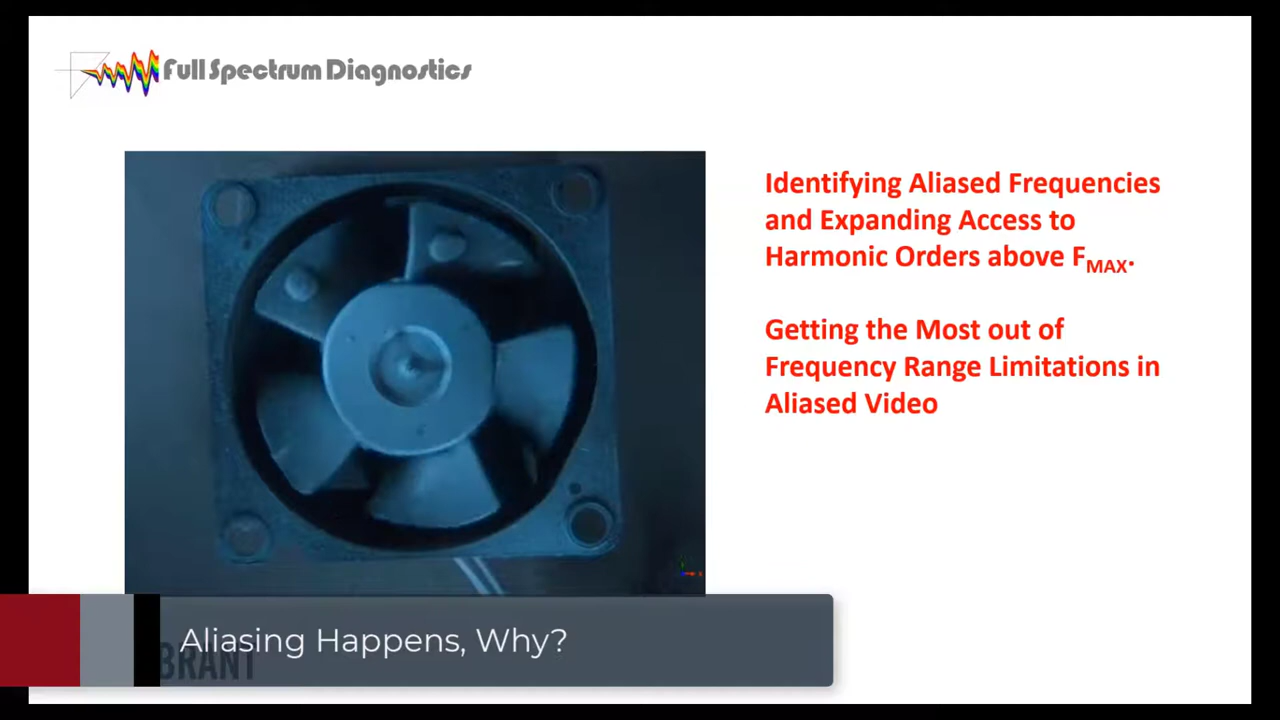 Full Spectrum Diagnostics
Identifying Aliased Frequencies
and Expanding Access to
Harmonic Orders above FMAX.
Getting the Most out of
Frequency Range Limitations in
Aliased Video
Aliasing Happens, Why?
BRANT